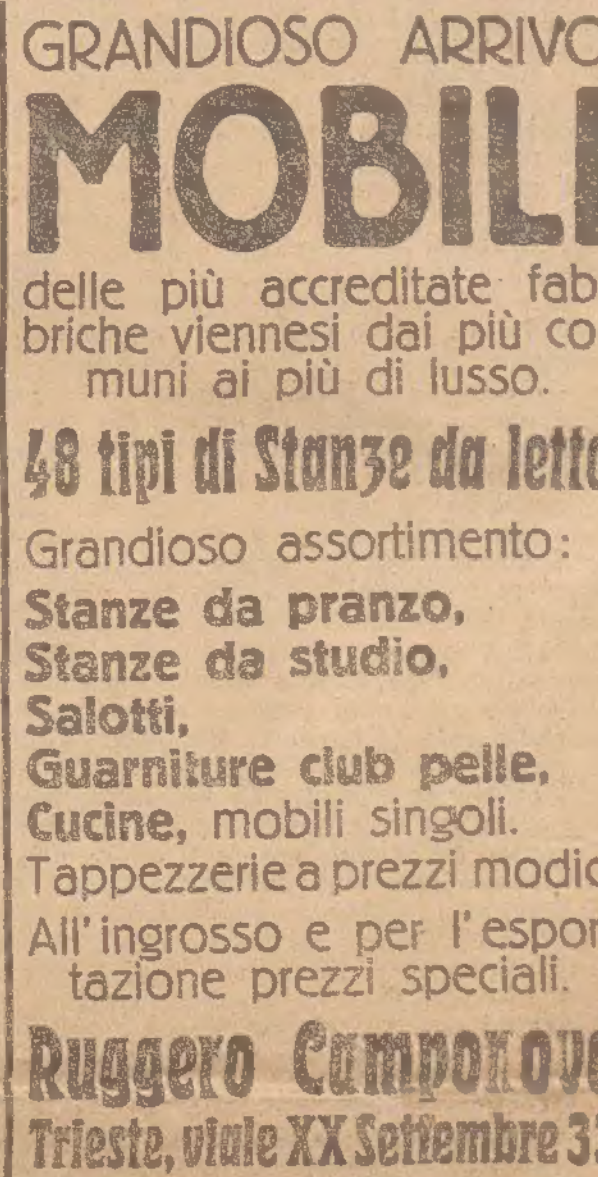 GRANDIOSO ARRIVO
MOBILI
delle più accreditate fab
briche viennesi dai più co
muni ai più di lusso.
48 tipi di Stanze da letto
Grandioso assortimento:
Stanze da pranzo,
Stanze da studio,
Salotti,
Guarniture club pelle,
Cucine, mobili singoli.
Tappezzerie a prezzi modic
All'ingrosso e per l'espor
tazione prezzi speciali.
Ruggero Camponove
Trieste, viale XX Settembre